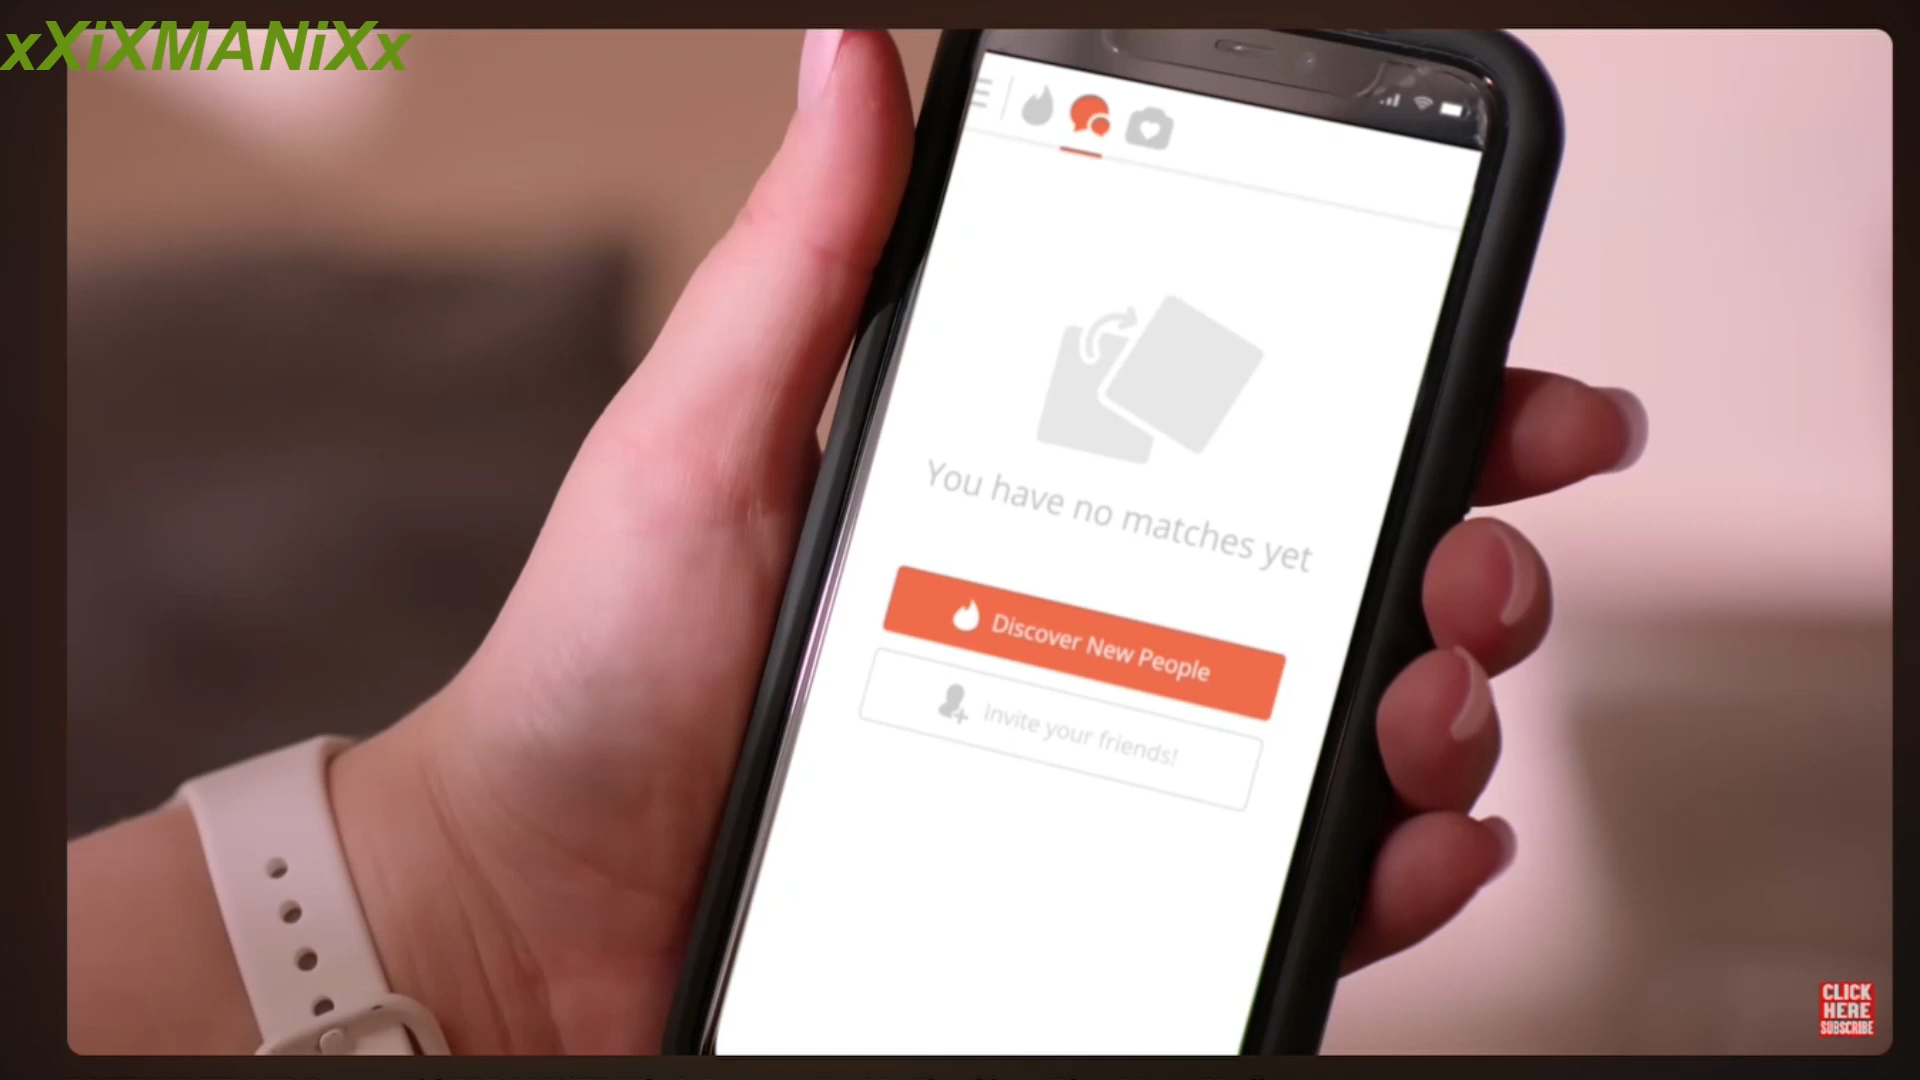 xXiXMANiXx
You have no matches yet
Discover New People
Invite your friends!
CLICK
HERE
SUBSCRIBE